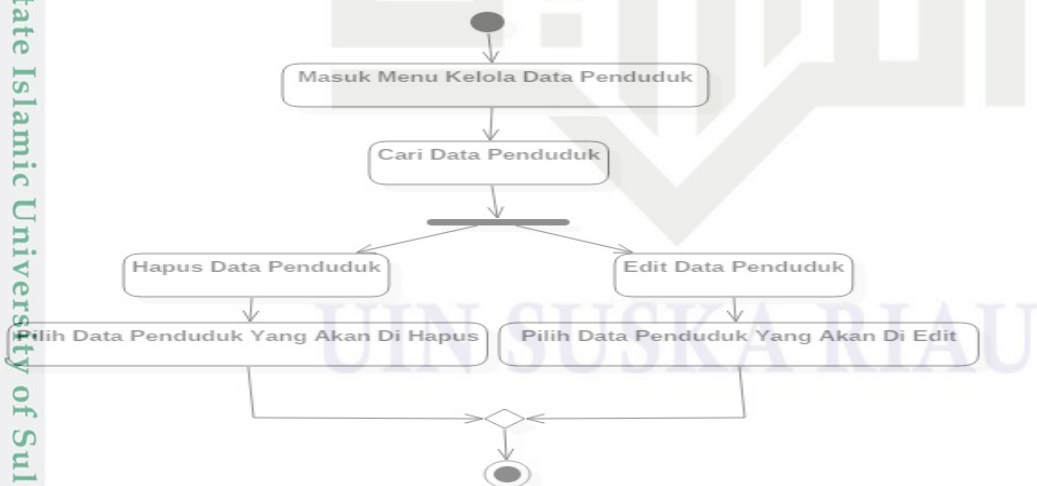 Masuk Menu Kelola Data Penduduk
Cari Data Penduduk
Hapus Data Penduduk
Edit Data Penduduk
Pilih Data Penduduk Yang Akan Di Hapus
Pilih Data Penduduk Yang Akan Di Edit
UIN SUSKA RIAU
tate Islamic University of Sul